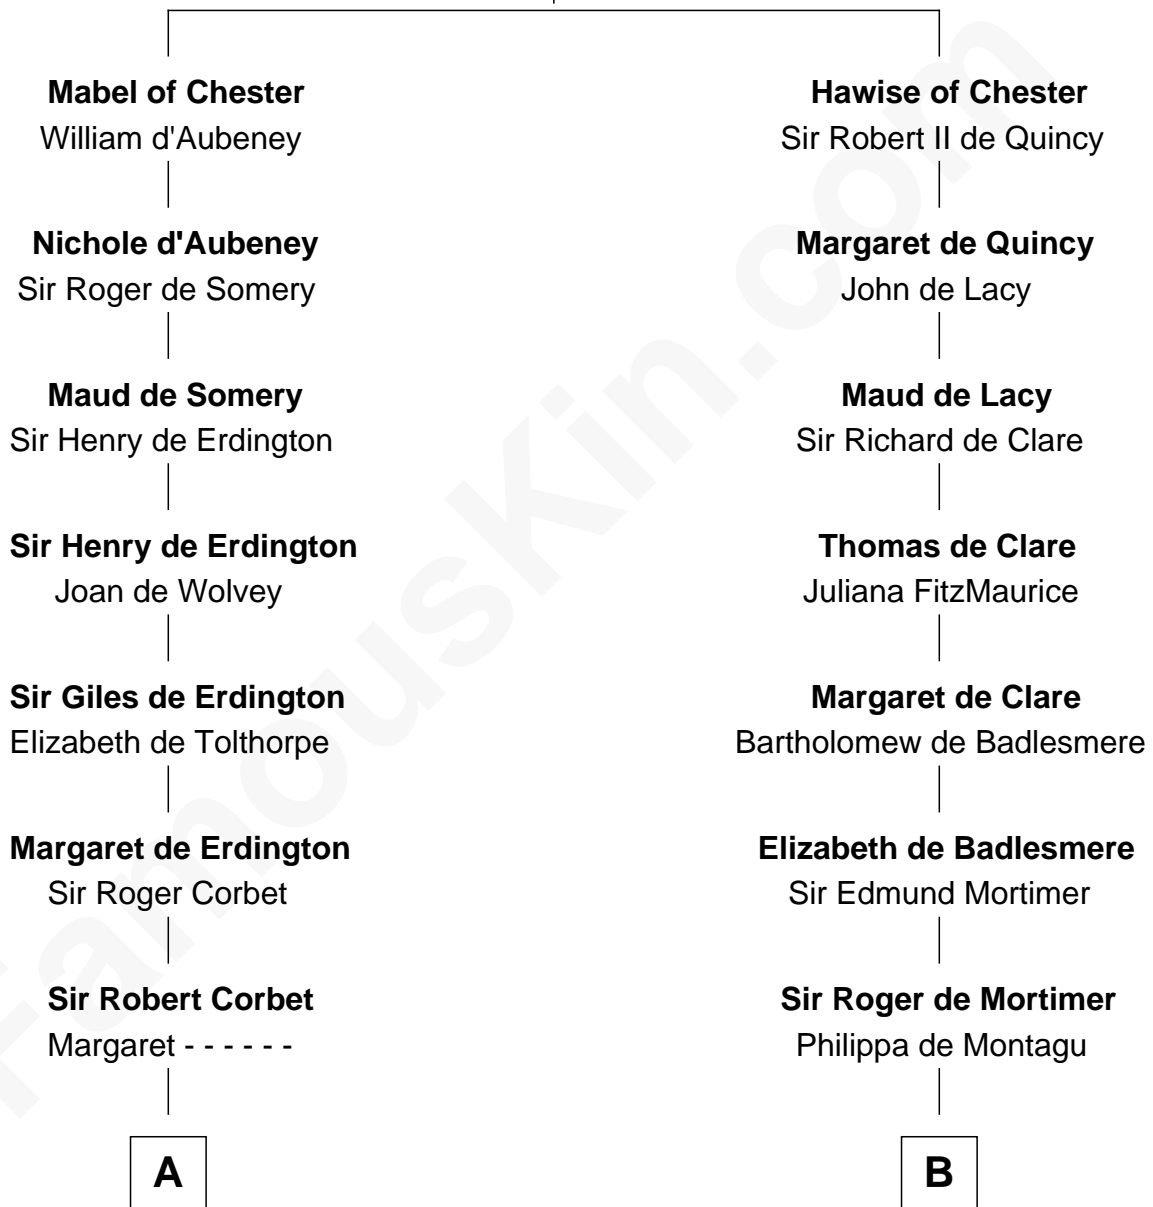 Mabel of Chester
William d'Aubeney
Hawise of Chester
Sir Robert II de Quincy
Nichole d'Aubeney
Sir Roger de Somery
Margaret de Quincy
John de Lacy
Maud de Somery
Sir Henry de Erdington
Maud de Lacy
Sir Richard de Clare
Sir Henry de Erdington
Joan de Wolvey
Thomas de Clare
Juliana FitzMaurice
Sir Giles de Erdington
Elizabeth de Tolthorpe
Margaret de Clare
Bartholomew de Badlesmere
Margaret de Erdington
Sir Roger Corbet
Elizabeth de Badlesmere
Sir Edmund Mortimer
Sir Robert Corbet
Margaret - - - - - -
Sir Roger de Mortimer
Philippa de Montagu
A
B
FamousKin.com